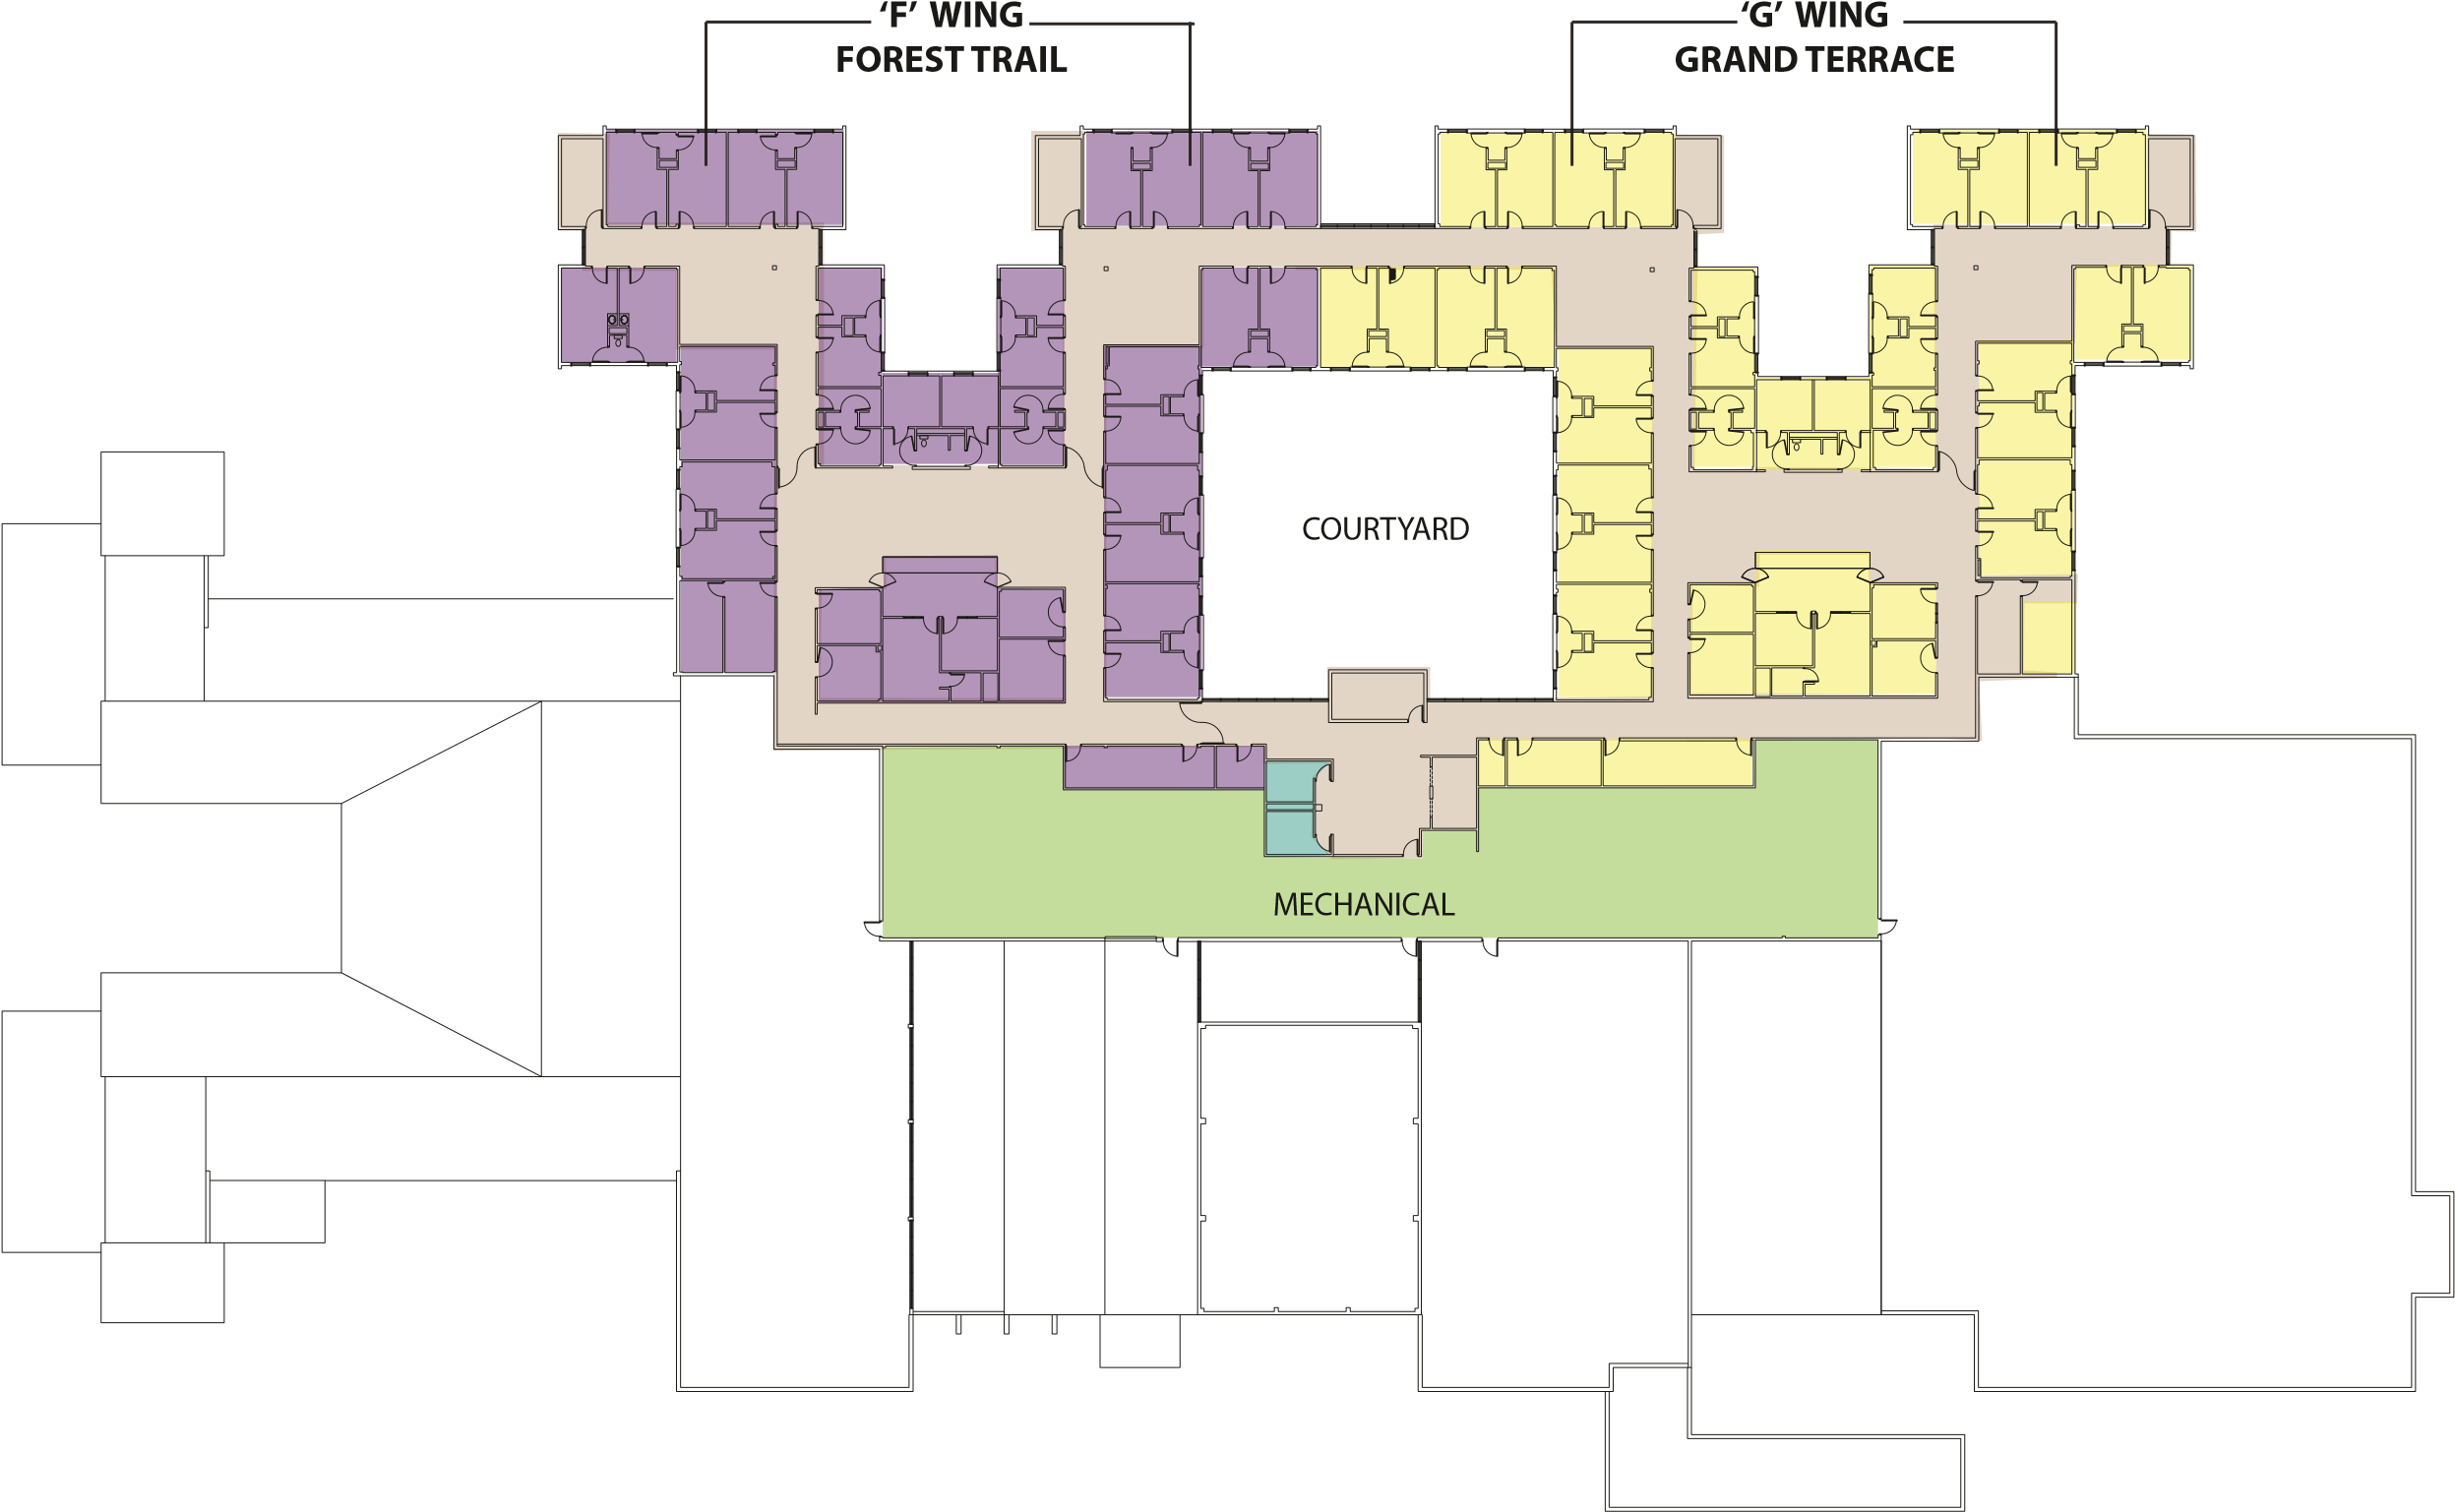 ‘F’ WING
FOREST TRAIL
‘G’ WING
GRAND TERRACE
COURTYARD
MECHANICAL